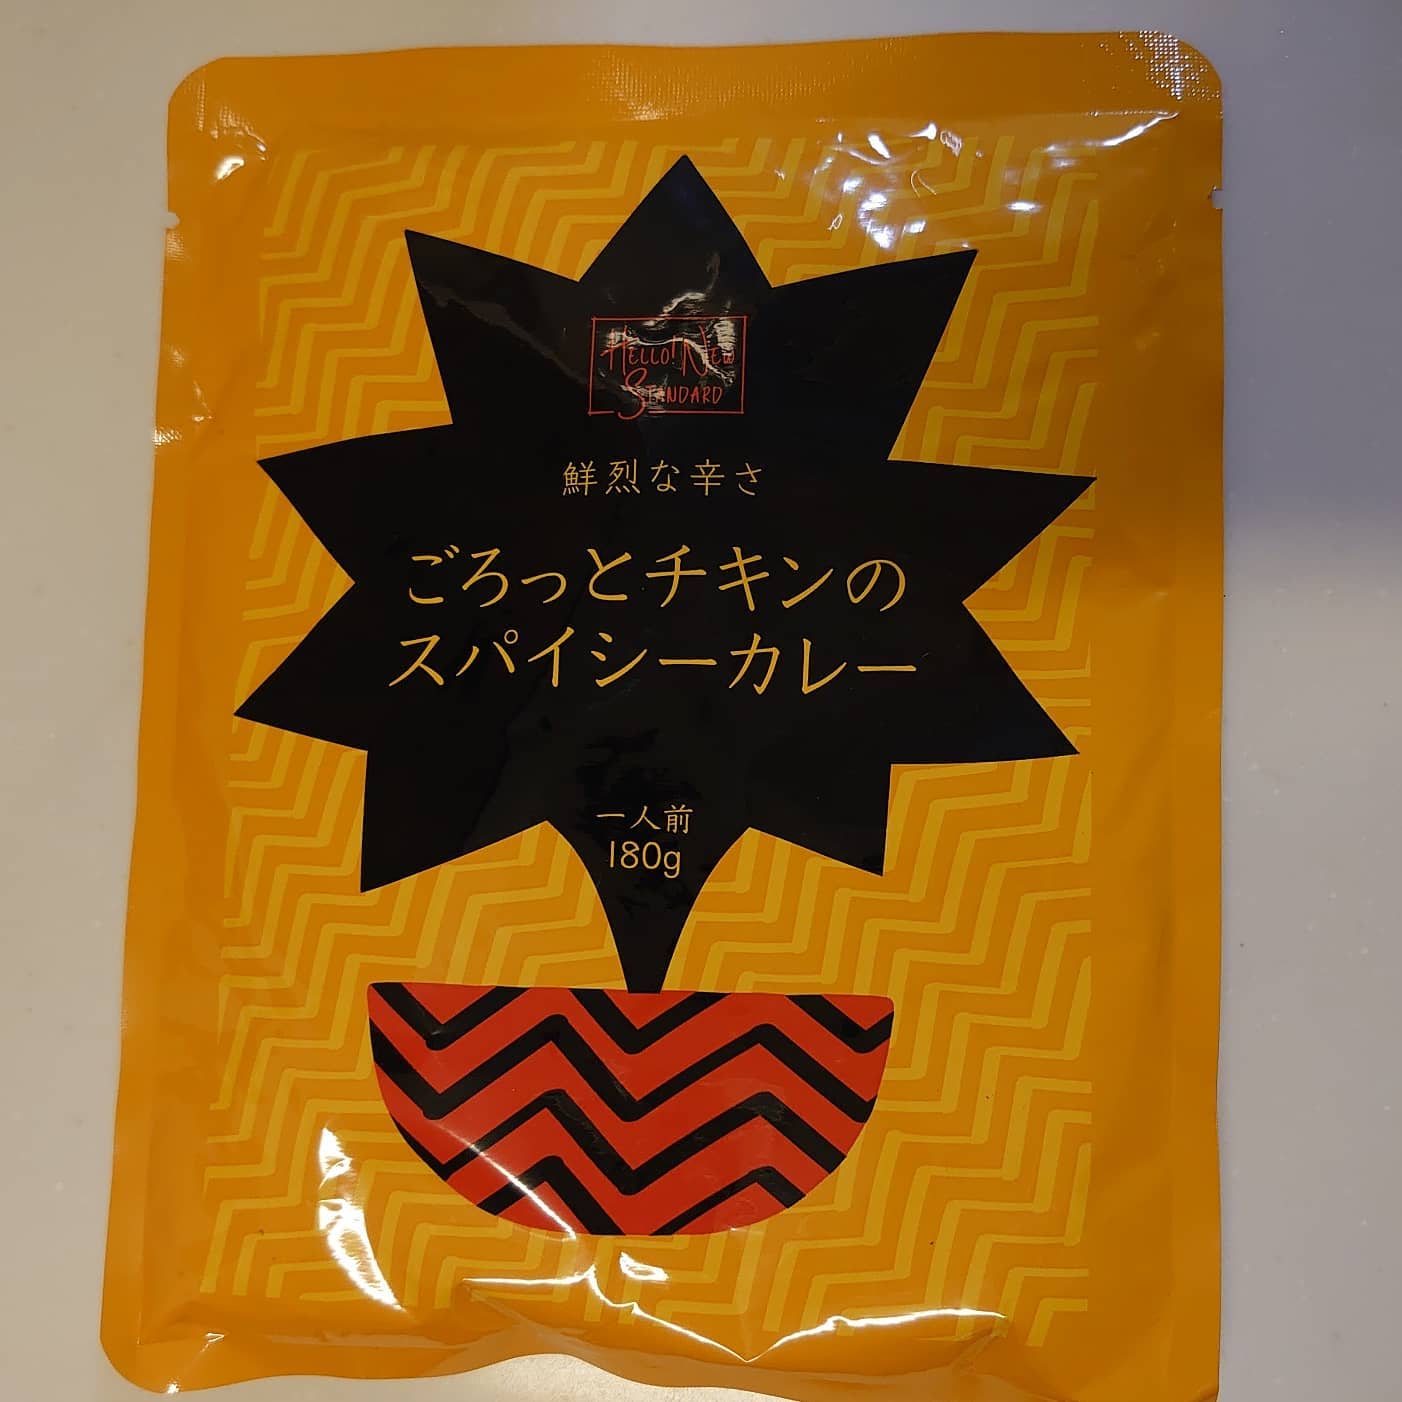 HELLO! NEW
STANDARD
鮮烈な辛さ
ごろっとチキンの
スパイシーカレー
一人前
180g